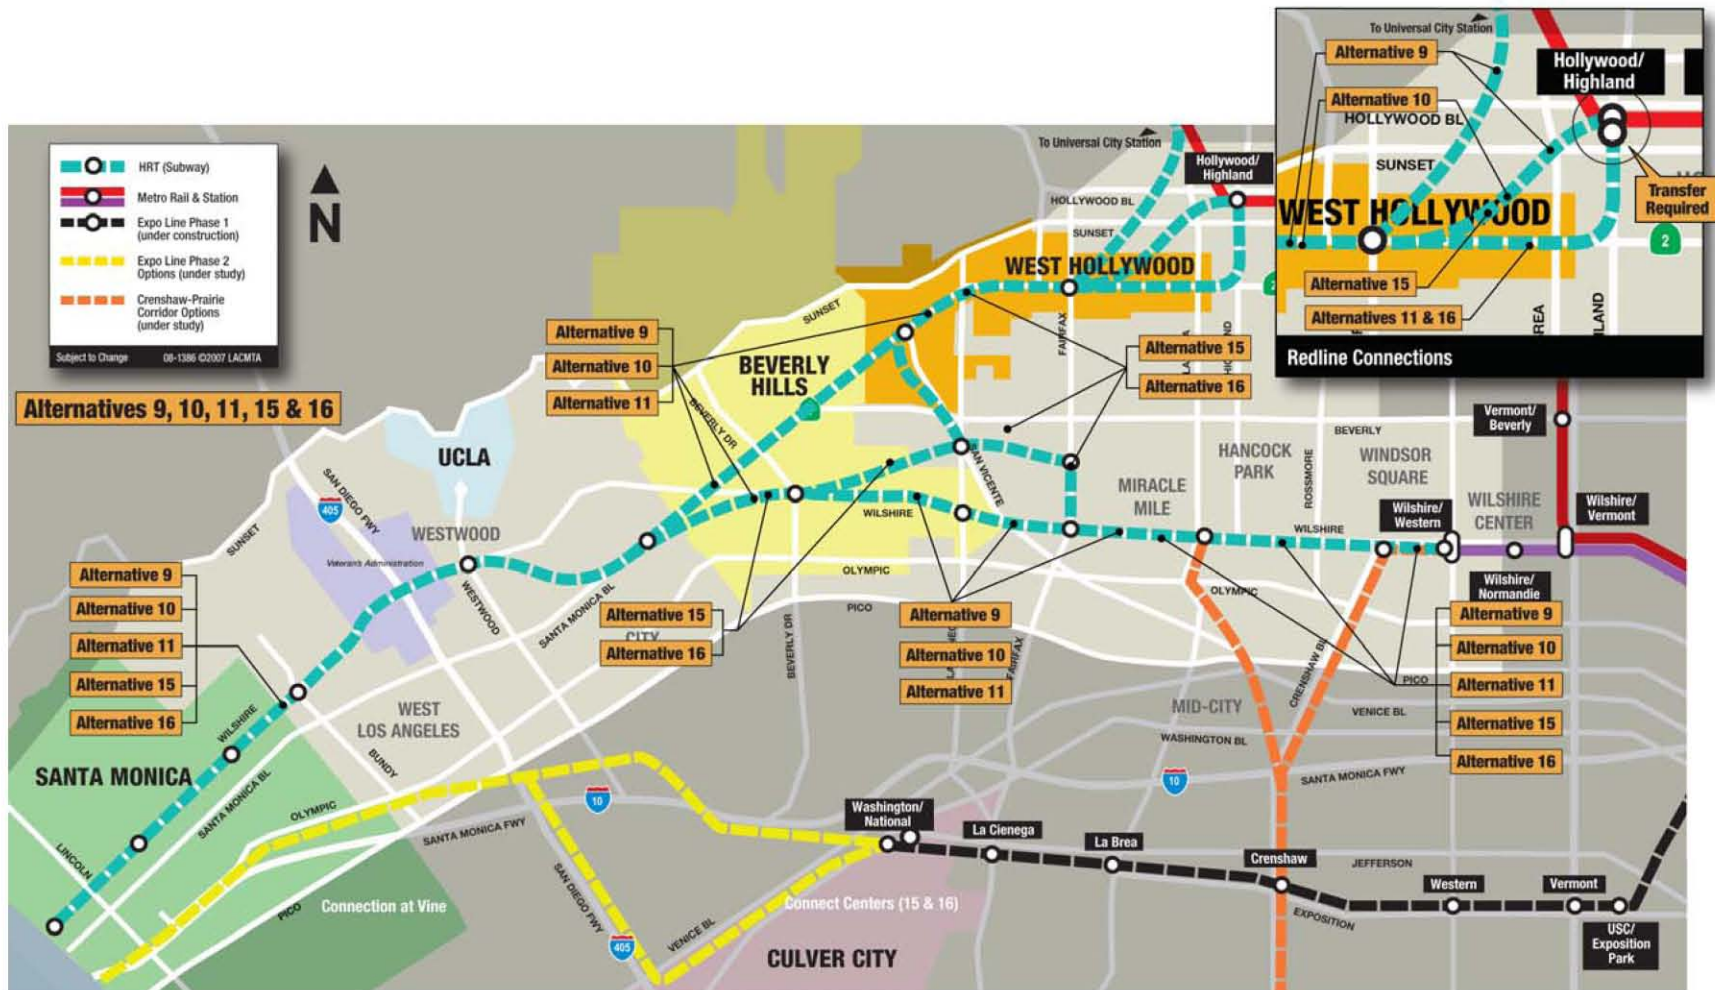 HRT (Subway)
Metro Rail & Station
Expo Line Phase 1
(under construction)
Expo Line Phase 2
Options (under study)
Crenshaw-Prairie
Corridor Options
(under study)
Subject to Change 08-1386 ©2007 LACMTA
N
Alternatives 9, 10, 11, 15 & 16
To Universal City Station
Alternative 9
Hollywood/
Highland
Alternative 10
HOLLYWOOD BL
SUNSET
Transfer
Required
WEST HOLLYWOOD
2
Alternative 15
Alternatives 11 & 16
REA
Redline Connections
To Universal City Station
Hollywood/
Highland
HOLLYWOOD BL
SUNSET
WEST HOLLYWOOD
SUNSET
FAIRFAX
Alternative 9
Alternative 10
Alternative 11
BEVERLY
HILLS
BEVERLY DR
Alternative 15
Alternative 16
Vermont/
Beverly
BEVERLY
HANCOCK
PARK
WINDSOR
SQUARE
ROSSMORE
MIRACLE
MILE
SAN VICENTE
UCLA
SAN DIEGO FWY
405
SUNSET
WESTWOOD
Veteran's Administration
WESTWOOD
WILSHIRE
WILSHIRE
Wilshire/
Western
WILSHIRE
CENTER
Wilshire/
Vermont
Wilshire/
Normandie
OLYMPIC
OLYMPIC
PICO
PICO
SANTA MONICA BL
CITY
BEVERLY DR
FAIRFAX
CRENSHAW BL
Alternative 9
Alternative 10
Alternative 11
Alternative 15
Alternative 16
Alternative 15
Alternative 16
Alternative 9
Alternative 10
Alternative 11
Alternative 9
Alternative 10
Alternative 11
Alternative 15
Alternative 16
MID-CITY
VENICE BL
WASHINGTON BL
SANTA MONICA FWY
10
WILSHIRE
WEST
LOS ANGELES
BUNDY
SANTA MONICA
SANTA MONICA BL
OLYMPIC
LINCOLN
PICO
10
SANTA MONICA FWY
SAN DIEGO FWY
405
VENICE BL
Connection at Vine
Connect Centers (15 & 16)
CULVER CITY
Washington/
National
La Cienega
La Brea
Crenshaw
JEFFERSON
Western
Vermont
EXPOSITION
USC/
Exposition
Park